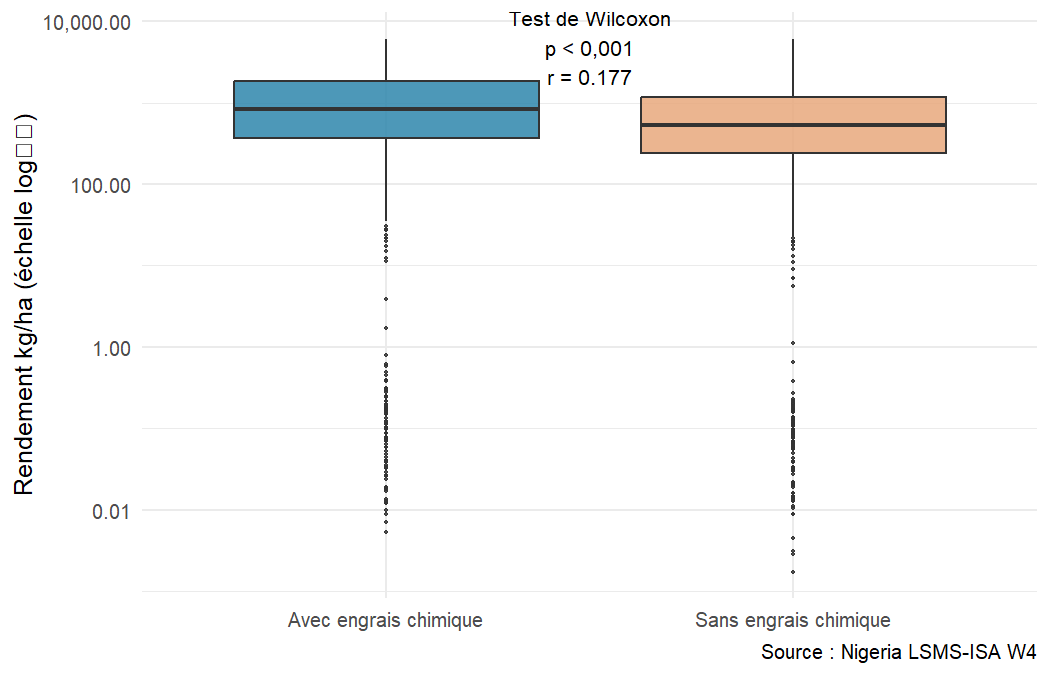 Test de Wilcoxon
p < 0,001
r = 0.177
10,000.00
100.00
1.00
0.01
Rendement kg/ha (échelle log□□)
Avec engrais chimique
Sans engrais chimique
Source : Nigeria LSMS-ISA W4